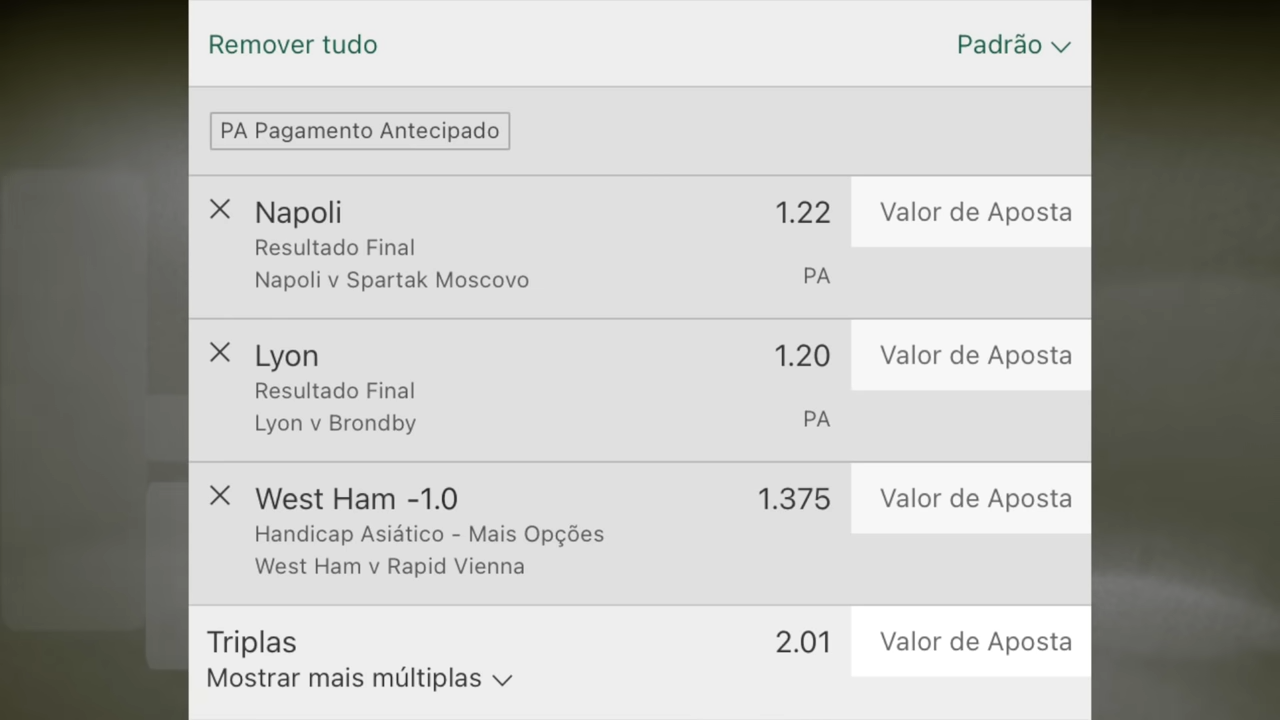 Remover tudo
Padrão
PA Pagamento Antecipado
Napoli
1.22
Valor de Aposta
Resultado Final
Napoli v Spartak Moscovo
PA
Lyon
1.20
Valor de Aposta
Resultado Final
Lyon v Brondby
PA
West Ham -1.0
1.375
Valor de Aposta
Handicap Asiático - Mais Opções
West Ham v Rapid Vienna
Triplas
2.01
Valor de Aposta
Mostrar mais múltiplas